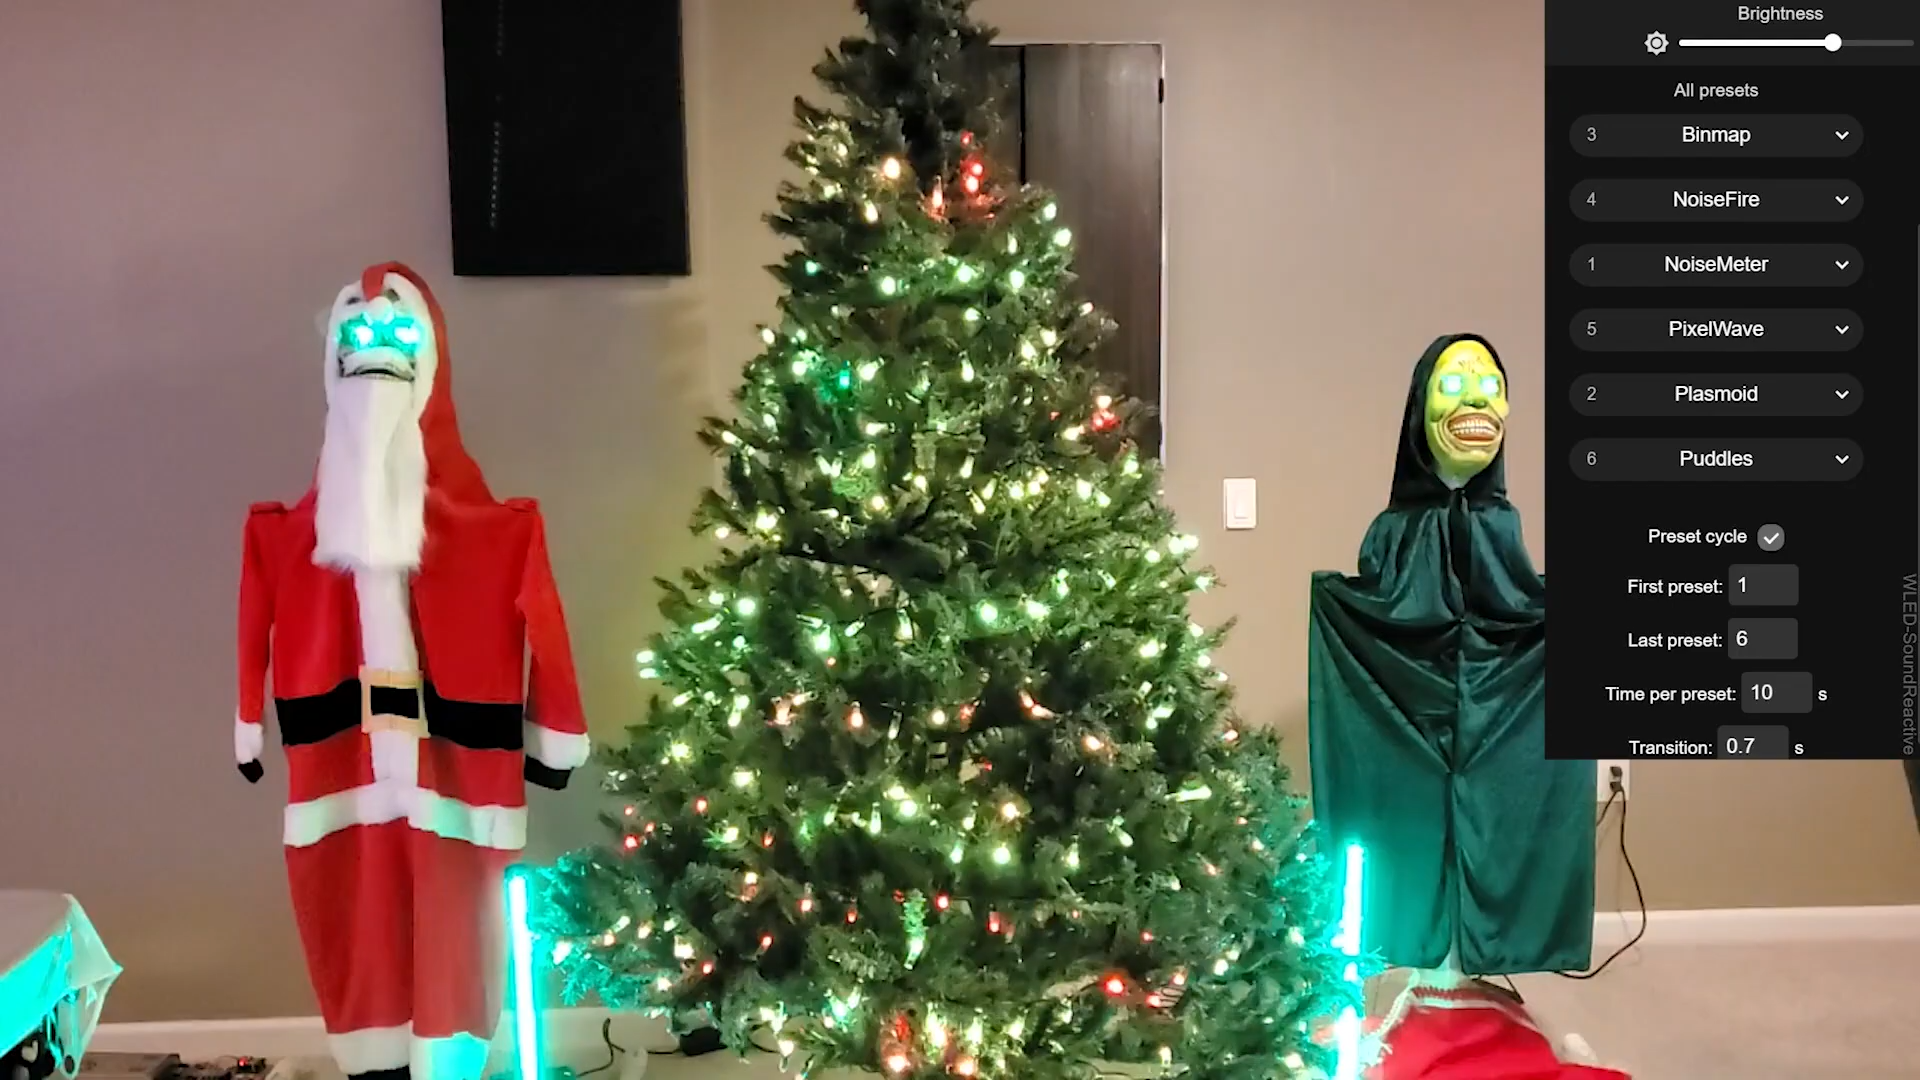 Brightness
All presets
3 Binmap
4 NoiseFire
1 NoiseMeter
5 PixelWave
2 Plasmoid
6 Puddles
Preset cycle
First preset: 1
Last preset: 6
Time per preset: 10 s
Transition: 0.7 s
WLED-SoundReactive